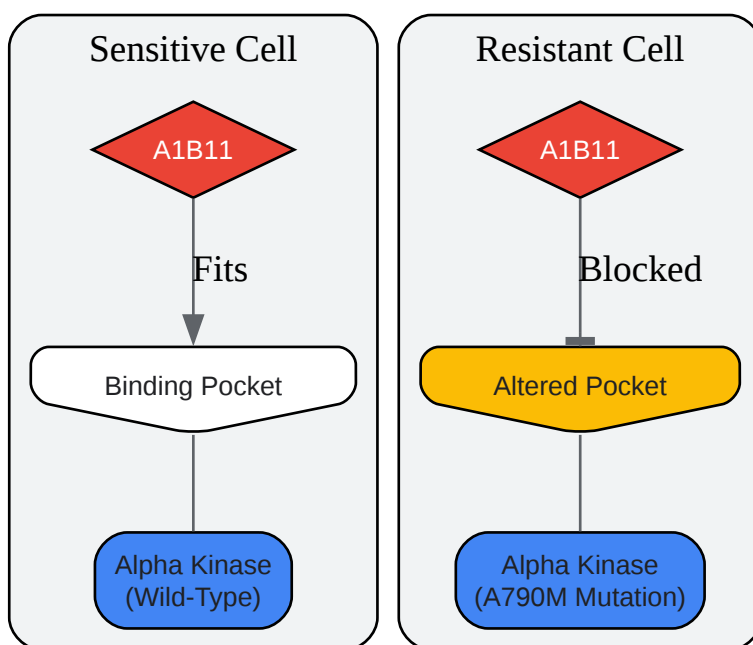 Sensitive Cell
A1B11
Fits
Binding Pocket
Alpha Kinase
(Wild-Type)
Resistant Cell
A1B11
Blocked
Altered Pocket
Alpha Kinase
(A790M Mutation)